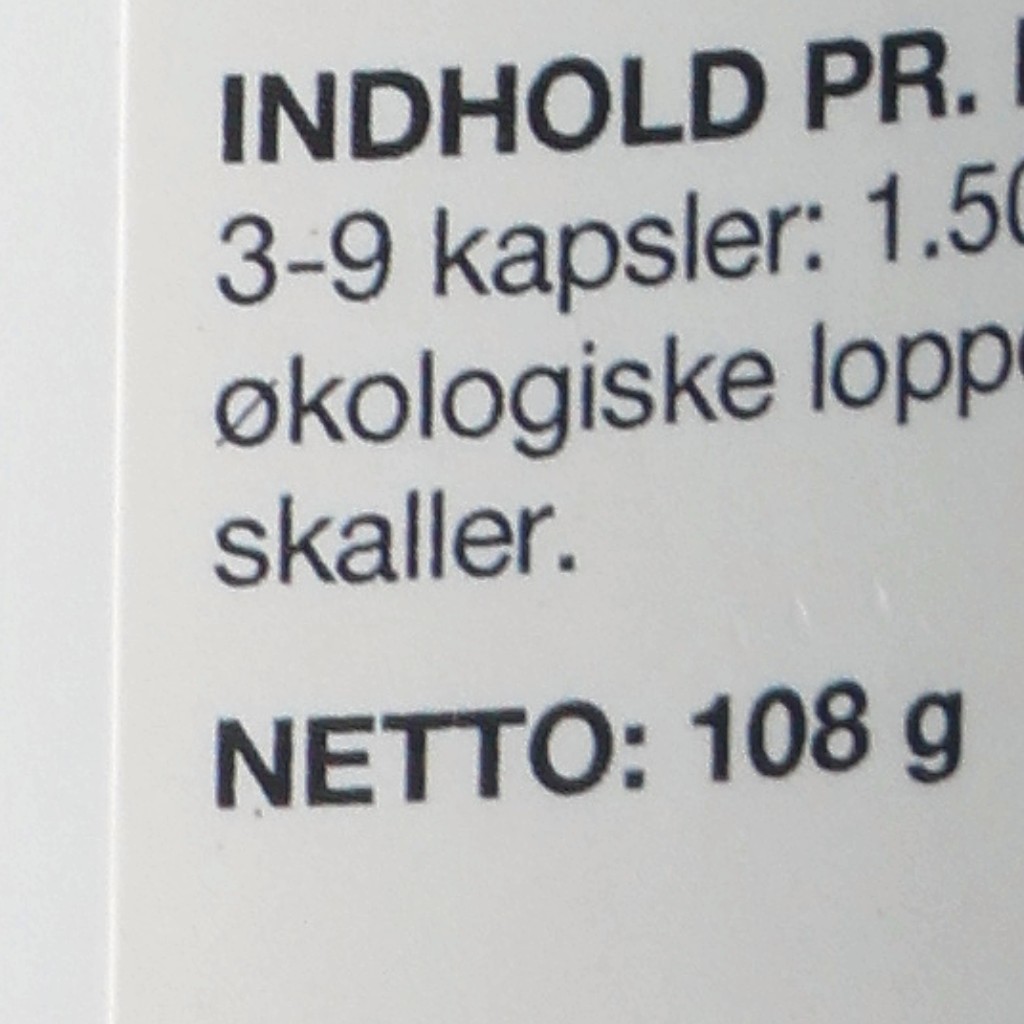 INDHOLD PR.
3-9 kapsler:
økologiske
skaller.
NETTO: 108 g